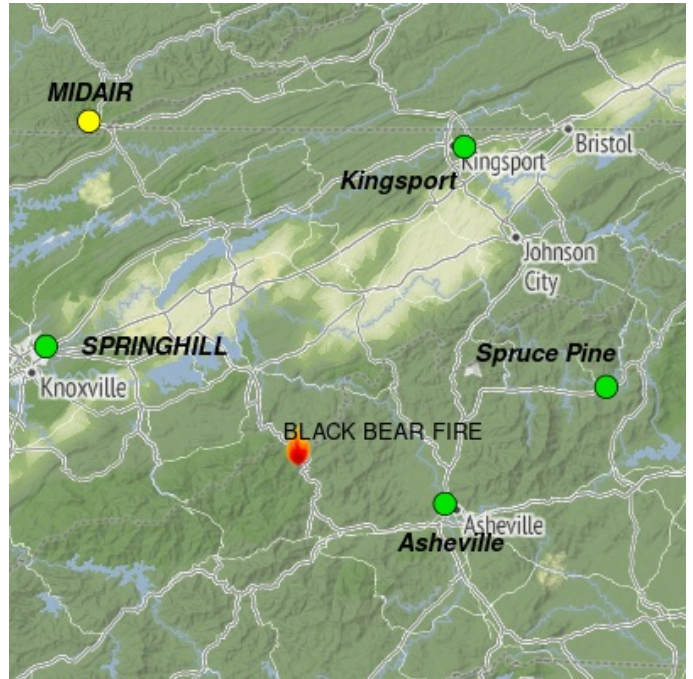 MIDAIR
Bristol
Kingsport
Kingsport
Johnson
City
SPRINGHILL
Spruce Pine
Knoxville
BLACK BEAR FIRE
Asheville
Asheville